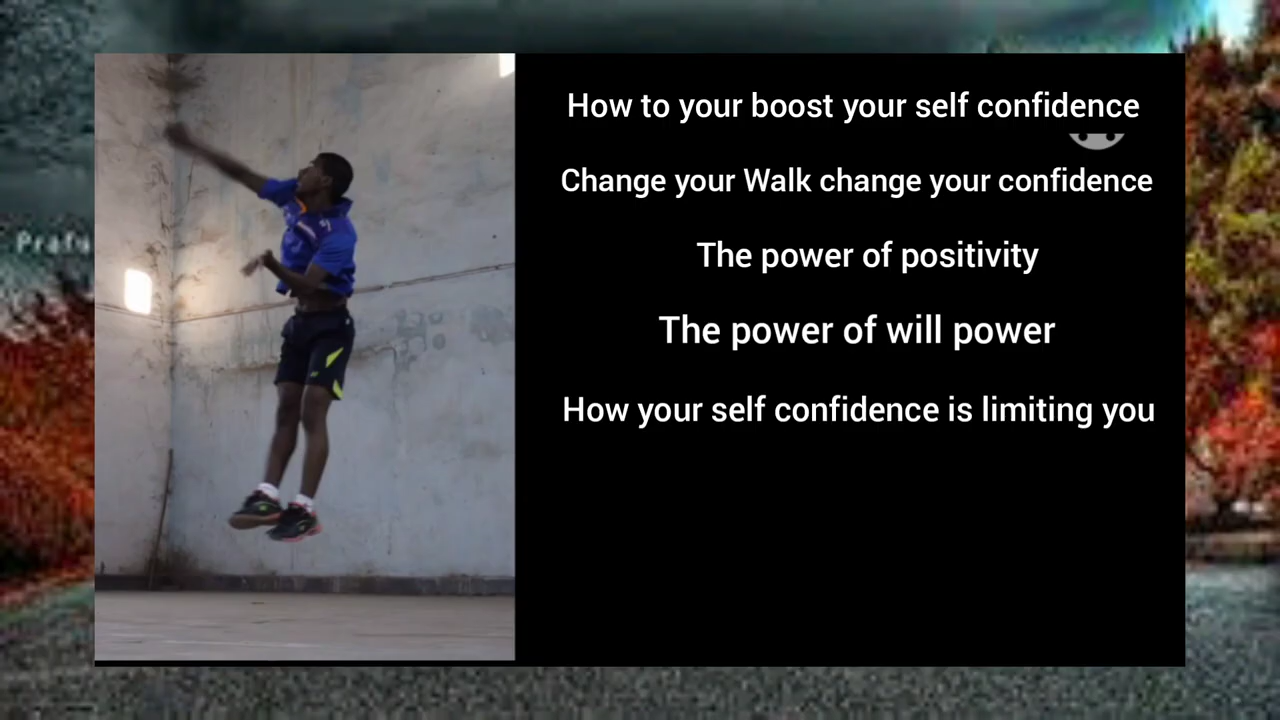 How to your boost your self confidence
Change your Walk change your confidence
The power of positivity
Prafu
The power of will power
How your self confidence is limiting you